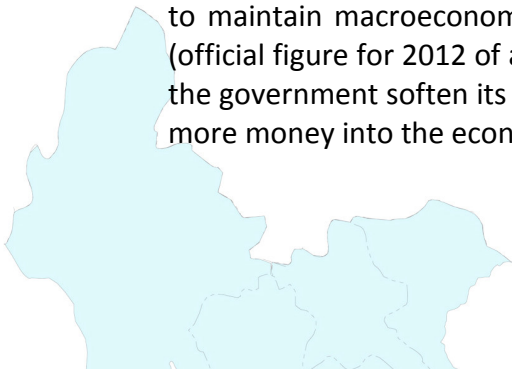 to maintain macroeconom
(official figure for 2012 of a
the government soften its
more money into the econ